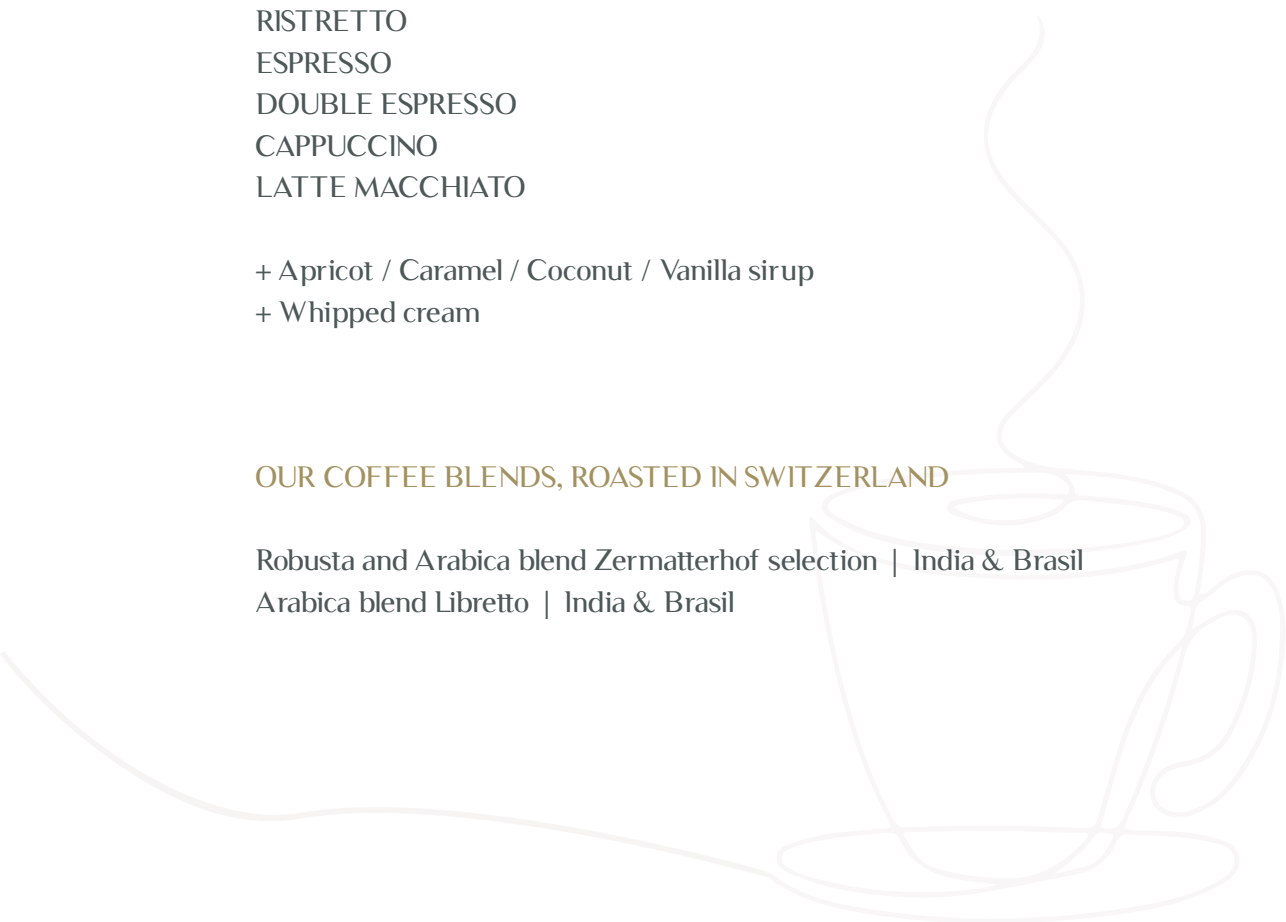 RISTRETTO
ESPRESSO
DOUBLE ESPRESSO
CAPPUCCINO
LATTE MACCHIATO
+ Apricot / Caramel / Coconut / Vanilla sirup
+ Whipped cream
OUR COFFEE BLENDS, ROASTED IN SWITZERLAND
Robusta and Arabica blend Zermatterhof selection | India & Brasil
Arabica blend Libretto | India & Brasil